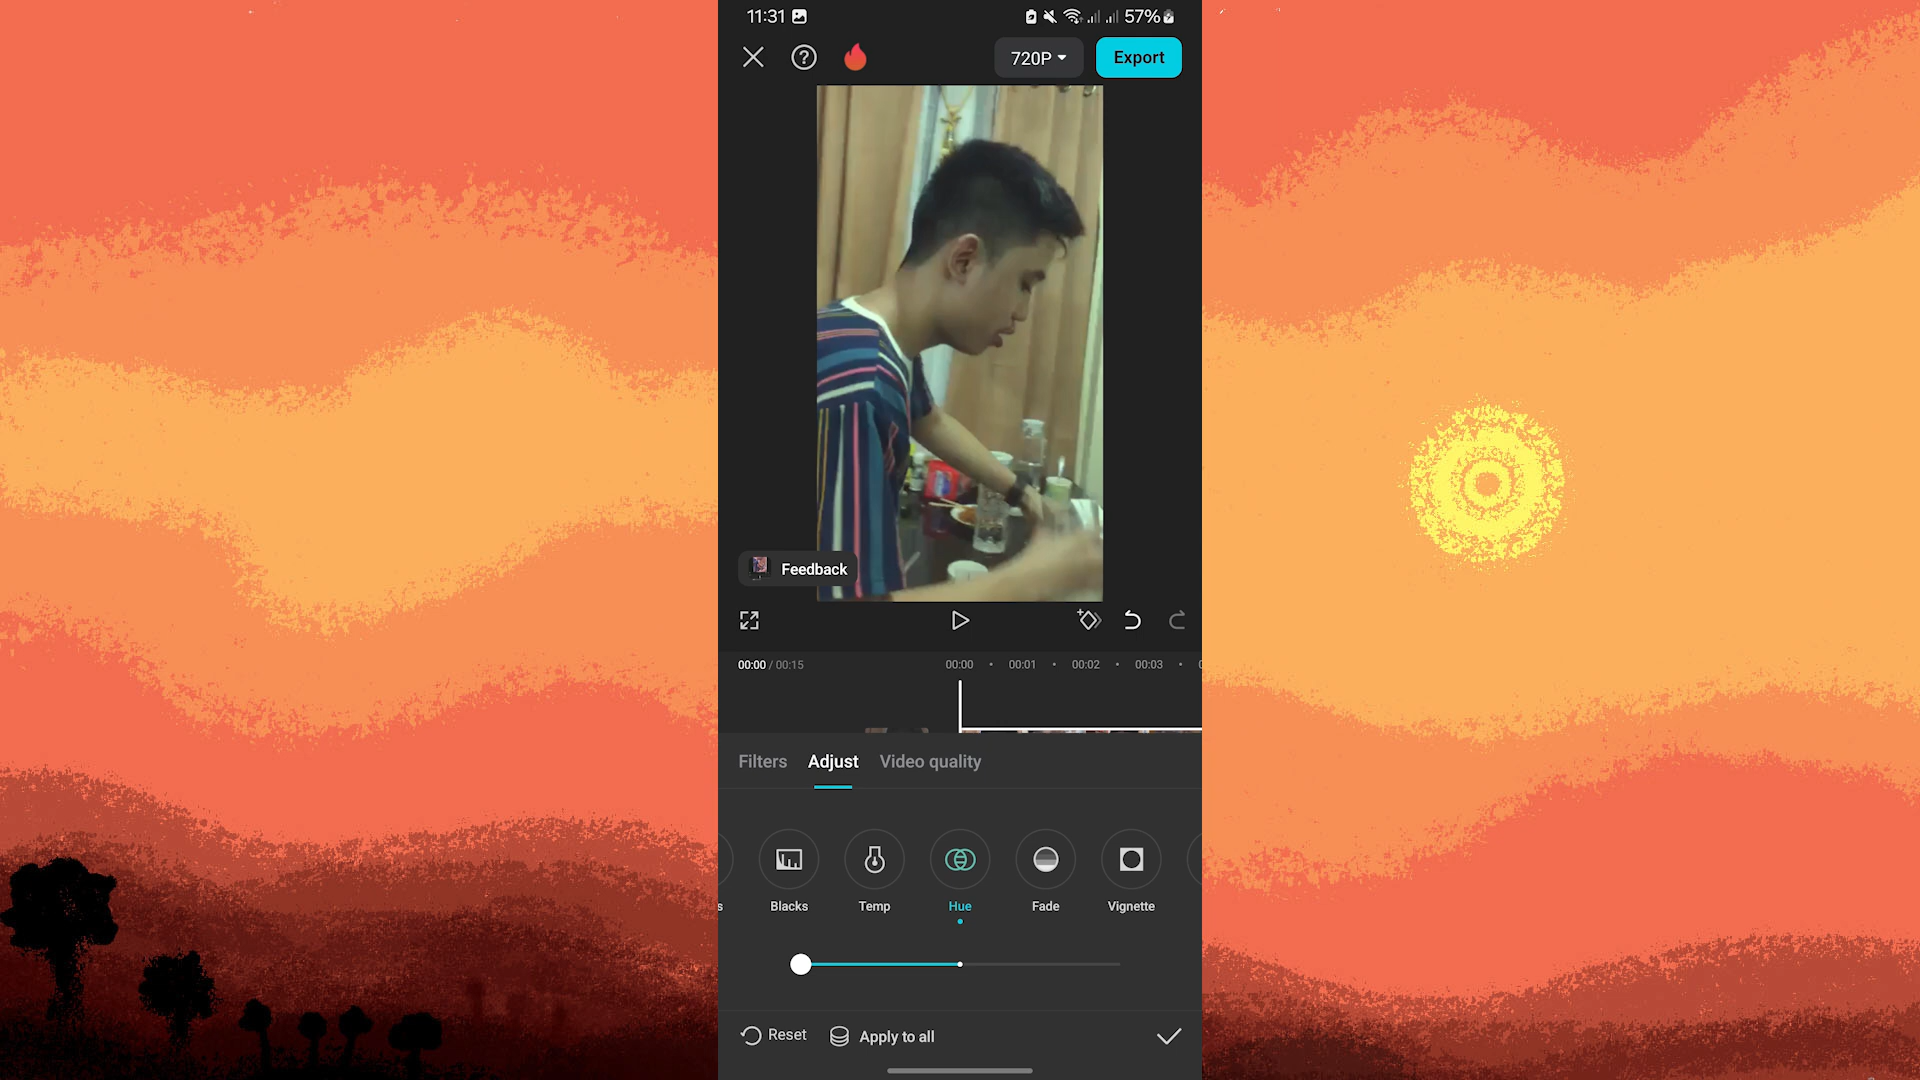 11:31 57%
720P Export
Feedback
00:00 / 00:15 00:00 00:01 00:02 00:03
Filters Adjust Video quality
s Blacks Temp Hue Fade Vignette
Reset Apply to all